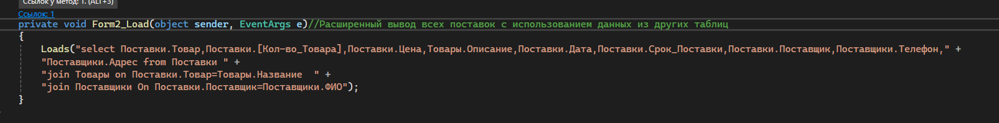 Ссылок у метод: 1. (ALT+3)
Ссылок: 1
private void Form2_Load(object sender, EventArgs e)//Расширенный вывод всех поставок с использованием данных из других таблиц
{
Loads("select Поставки.Товар,Поставки.[Кол-во_Товара],Поставки.Цена,Товары.Описание,Поставки.Дата,Поставки.Срок_Поставки,Поставки.Поставщик,Поставщики.Телефон," +
"Поставщики.Адрес from Поставки " +
"join Товары on Поставки.Товар=Товары.Название  " +
"join Поставщики On Поставки.Поставщик=Поставщики.ФИО");
}